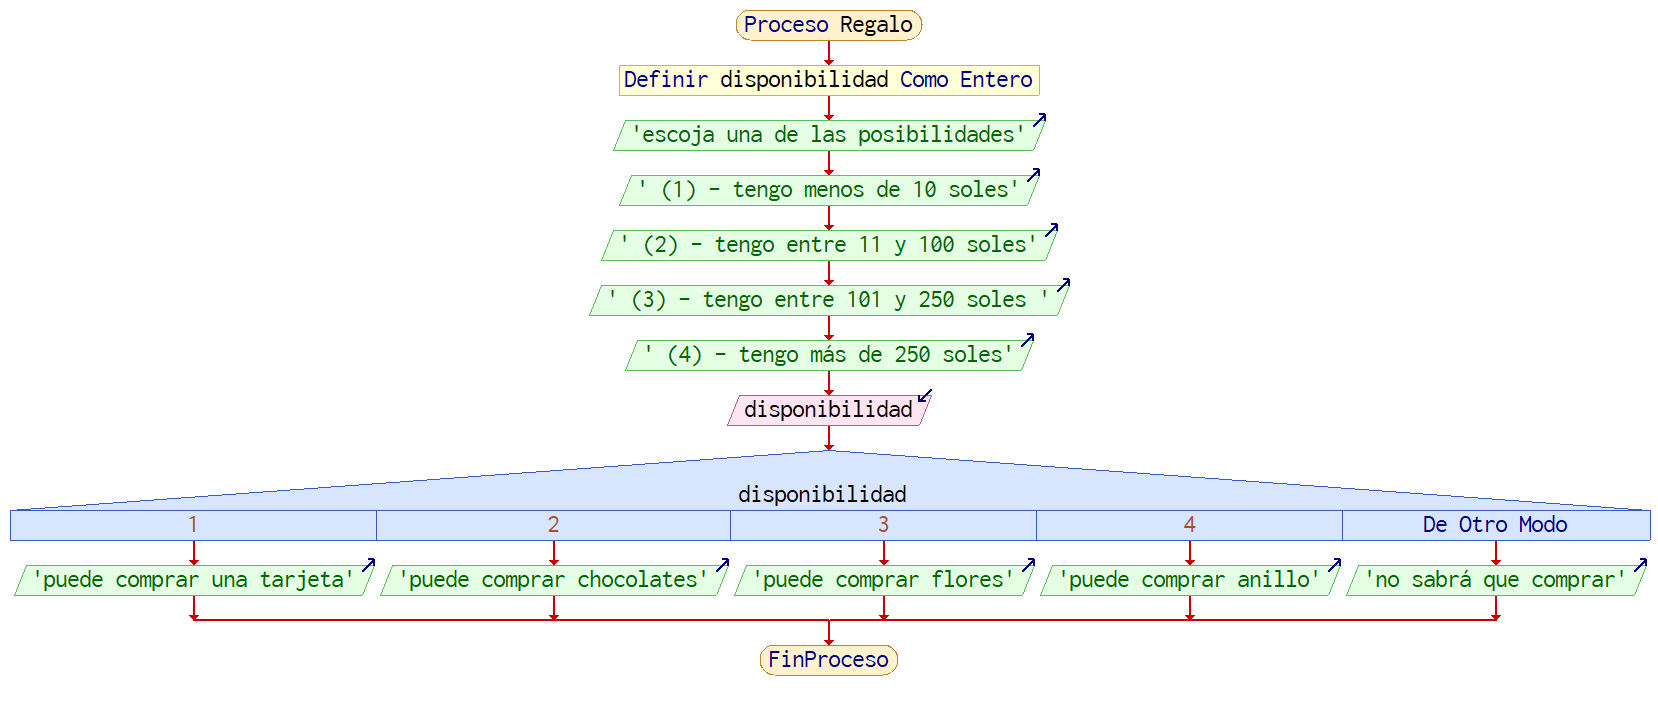 Proceso Regalo
Definir disponibilidad Como Entero
'escoja una de las posibilidades'
' (1) - tengo menos de 10 soles'
' (2) - tengo entre 11 y 100 soles'
' (3) - tengo entre 101 y 250 soles '
' (4) - tengo más de 250 soles'
disponibilidad
disponibilidad
1 2 3 4 De Otro Modo
'puede comprar una tarjeta' 'puede comprar chocolates' 'puede comprar flores' 'puede comprar anillo' 'no sabrá que comprar'
FinProceso